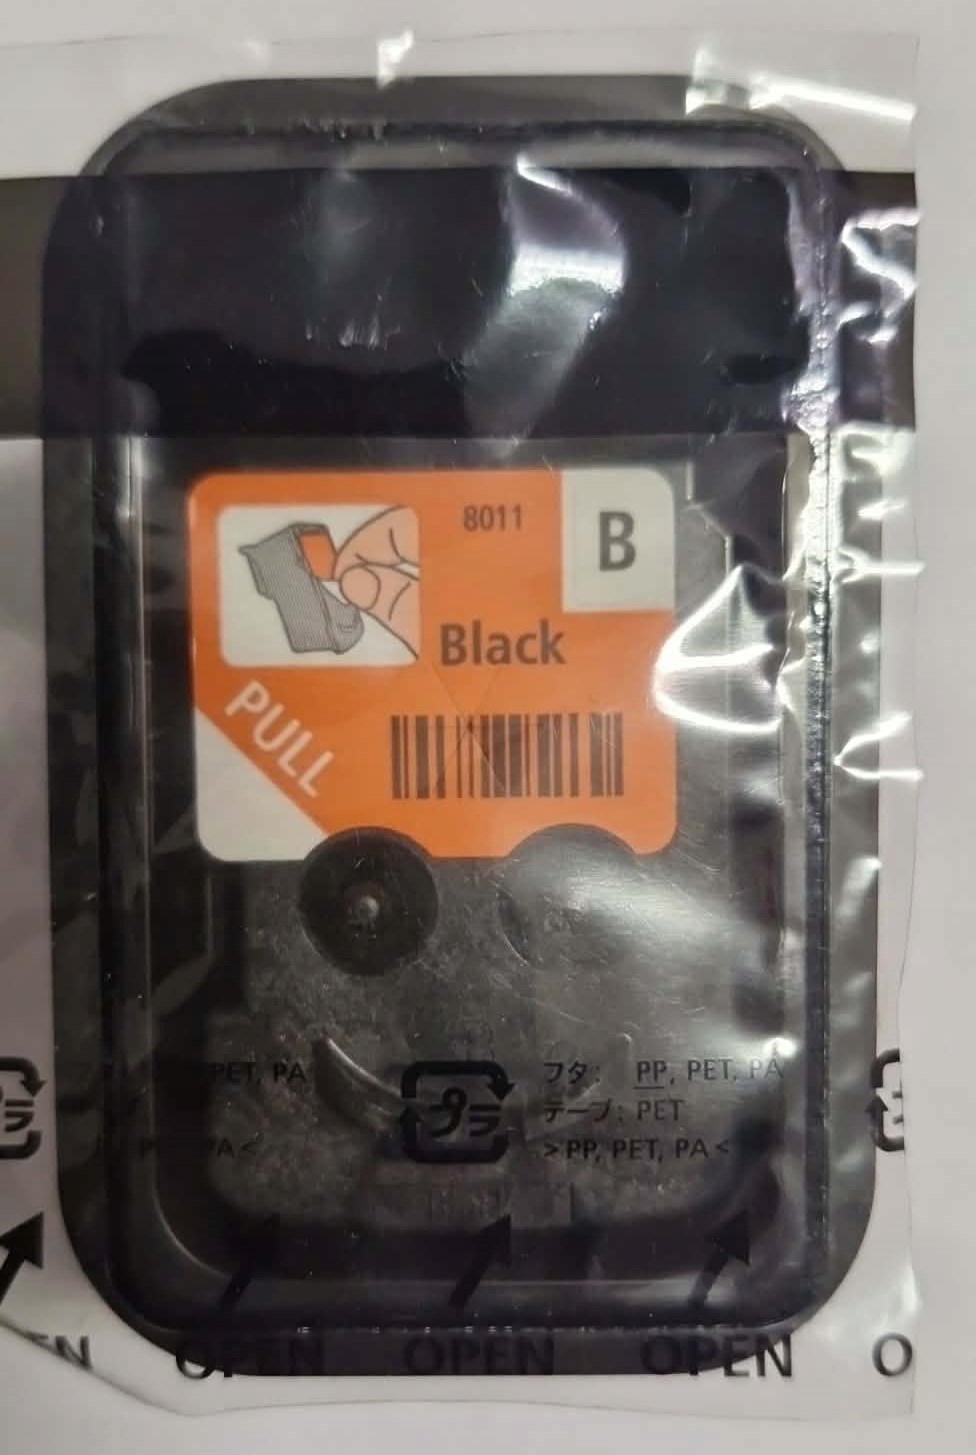 8011
B
Black
PULL
PET, PA
プラ
フタ: PP, PET, PA
テープ: PET
PA<
>PP, PET, PA<
OPEN
OPEN
OPEN